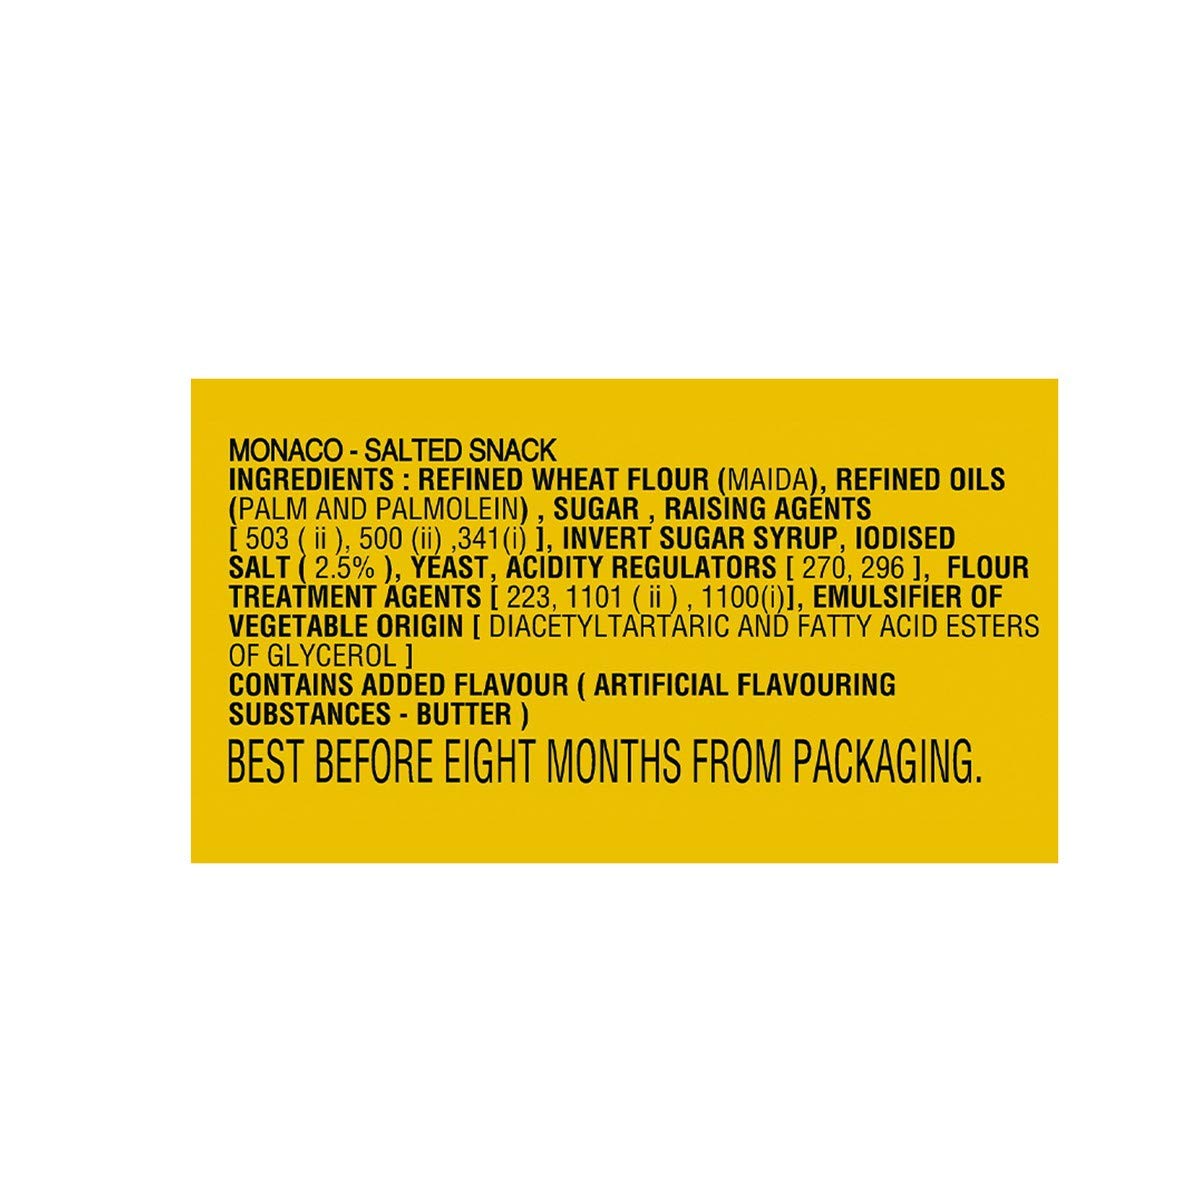 MONACO - SALTED SNACK
INGREDIENTS : REFINED WHEAT FLOUR (MAIDA), REFINED OILS
(PALM AND PALMOLEIN) , SUGAR , RAISING AGENTS
[ 503 ( ii ), 500 (ii) ,341(i) ], INVERT SUGAR SYRUP, IODISED
SALT ( 2.5% ), YEAST, ACIDITY REGULATORS [ 270, 296 ], FLOUR
TREATMENT AGENTS [ 223, 1101 ( ii ) , 1100(i)], EMULSIFIER OF
VEGETABLE ORIGIN [ DIACETYLTARTARIC AND FATTY ACID ESTERS
OF GLYCEROL ]
CONTAINS ADDED FLAVOUR ( ARTIFICIAL FLAVOURING
SUBSTANCES - BUTTER )
BEST BEFORE EIGHT MONTHS FROM PACKAGING.